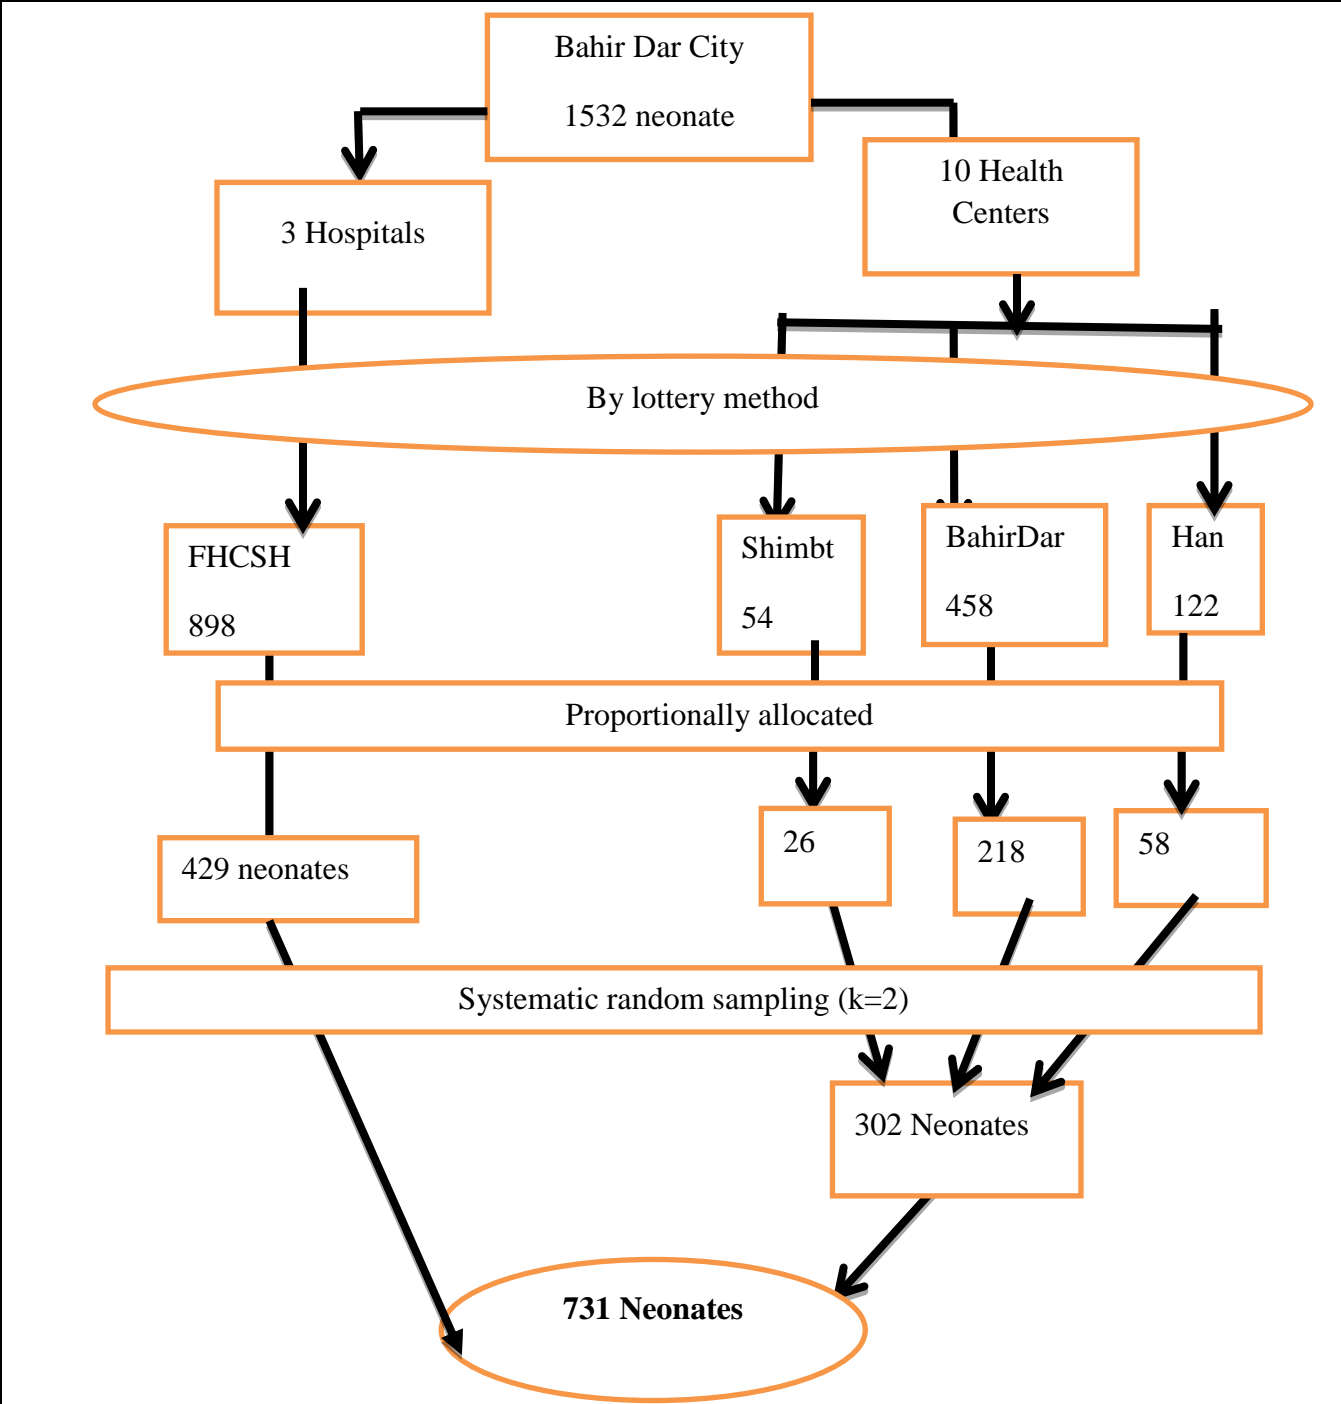 Bahir Dar City
1532 neonate
10 Health
Centers
3 Hospitals
By lottery method
FHCSH
898
Shimbt
54
BahirDar
458
Han
122
Proportionally allocated
429 neonates
26
218
58
Systematic random sampling (k=2)
302 Neonates
731 Neonates